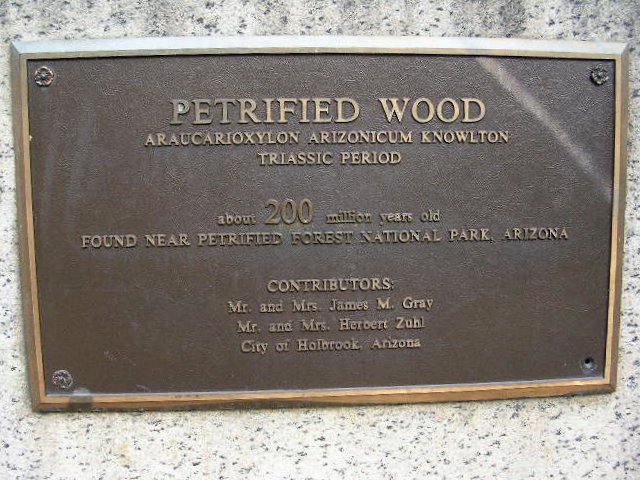 PETRIFIED WOOD
ARAUCARIOXYLON ARIZONICUM KNOWLTON
TRIASSIC PERIOD
about 200 million years old
FOUND NEAR PETRIFIED FOREST NATIONAL PARK, ARIZONA
CONTRIBUTORS:
Mr. and Mrs. James M. Gray
Mr. and Mrs. Herbert Zuhl
City of Holbrook, Arizona